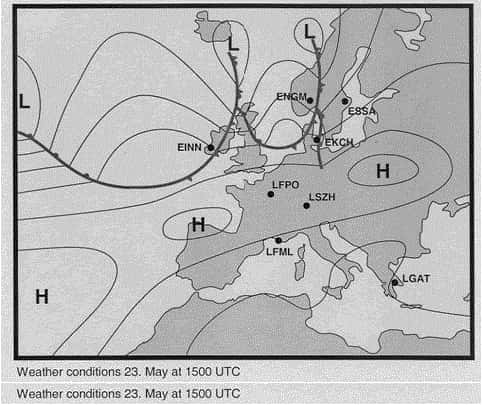 L
L
L
ENGM
ESSA
EINN
EKCH
H
LFPO
LSZH
H
LFML
LGAT
H
Weather conditions 23. May at 1500 UTC
Weather conditions 23. May at 1500 UTC